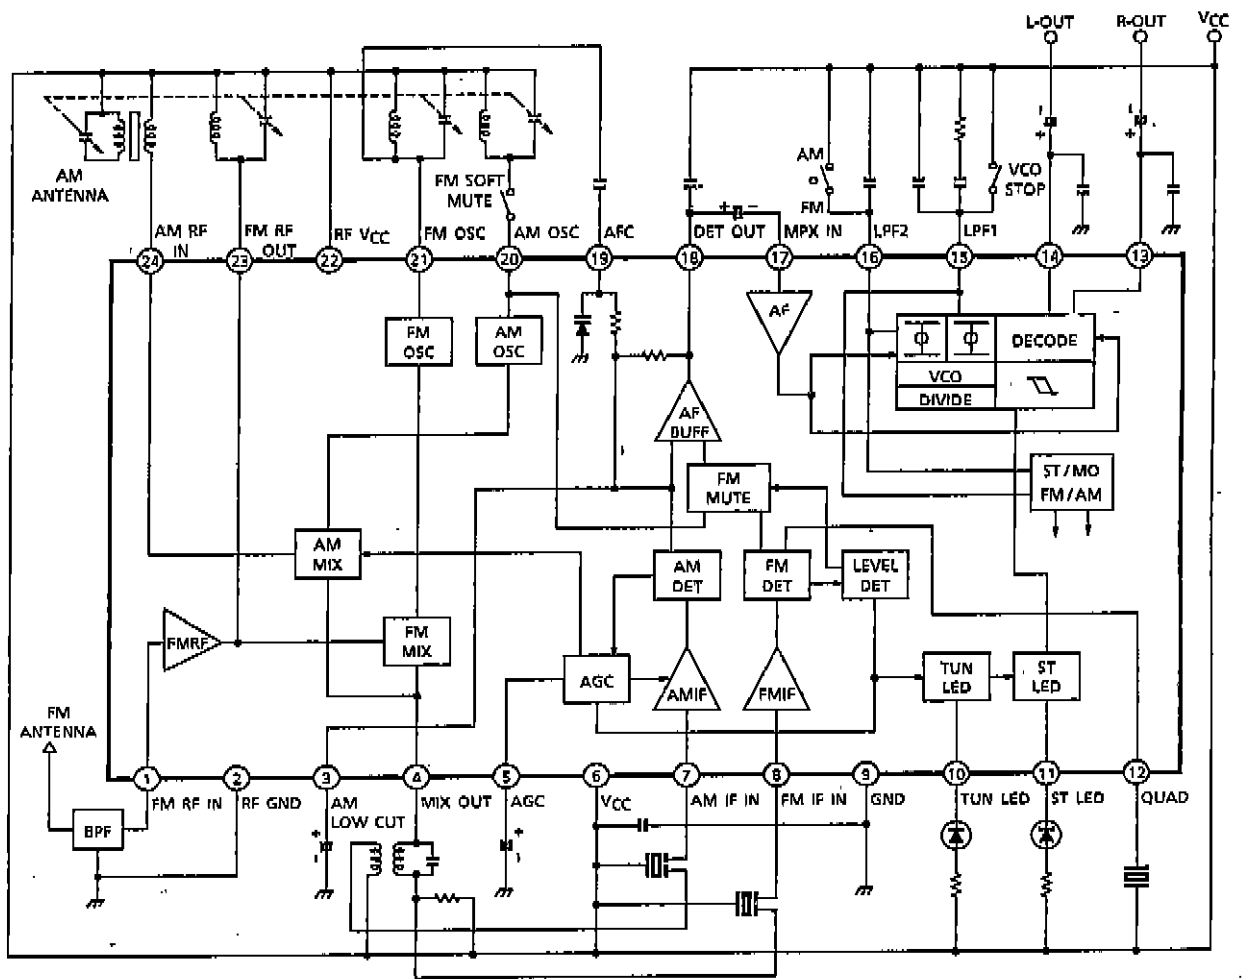 L-OUT
R-OUT
VCC
AM
ANTENNA
FM SOFT
MUTE
AM
FM
VCO
STOP
AM RF
IN
FM RF
OUT
RF VCC
FM OSC
AM OSC
AFC
DET OUT
MPX IN
LPF2
LPF1
24
23
22
21
20
19
18
17
16
15
14
13
FM
OSC
AM
OSC
AF
DECODE
VCO
DIVIDE
AF
BUFF
FM
MUTE
ST/MO
FM/AM
AM
MIX
AM
DET
FM
DET
LEVEL
DET
FMRF
FM
MIX
AGC
AMIF
FMIF
TUN
LED
ST
LED
FM
ANTENNA
1
2
3
4
5
6
7
8
9
10
11
12
FM RF IN
RF GND
AM
LOW CUT
MIX OUT
AGC
VCC
AM IF IN
FM IF IN
GND
TUN LED
ST LED
QUAD
BPF